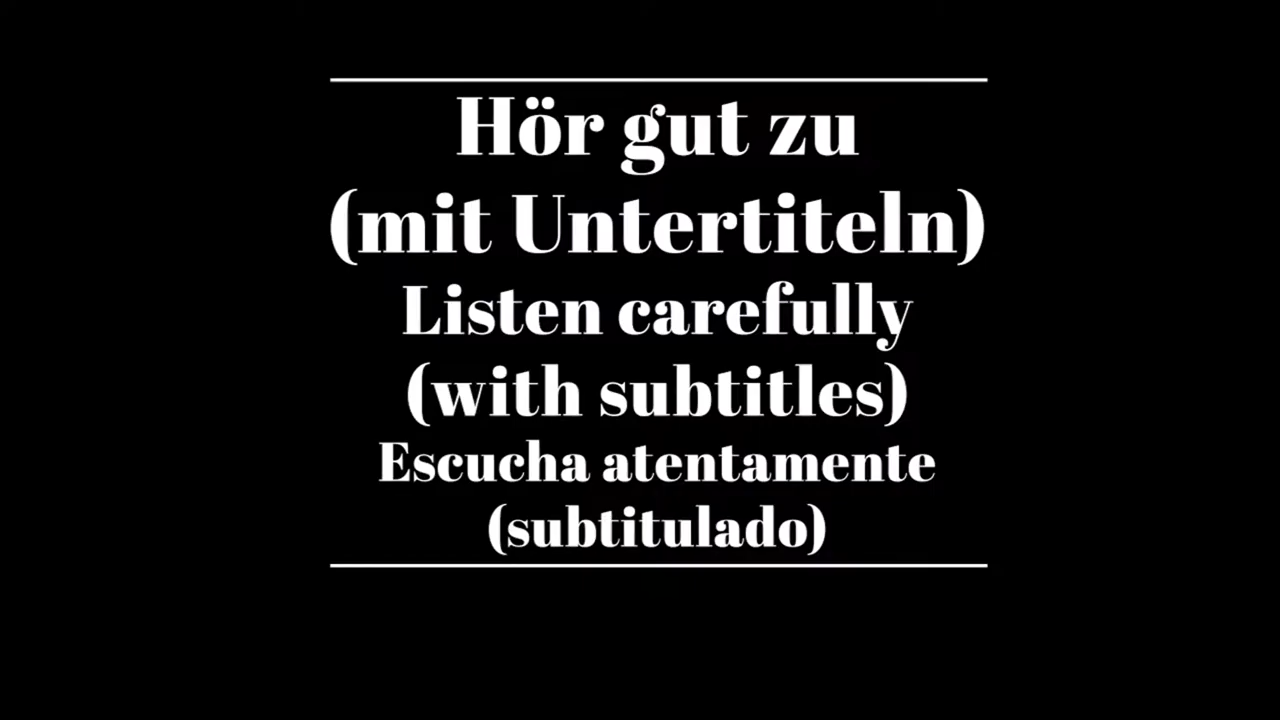 Hör gut zu
(mit Untertiteln)
Listen carefully
(with subtitles)
Escucha atentamente
(subtitulado)